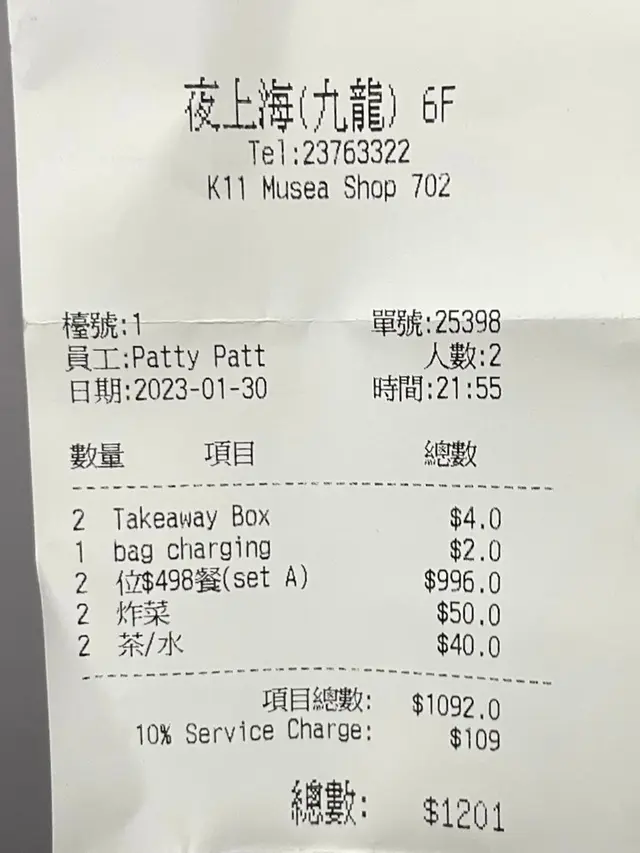 夜上海(九龍) 6F
Tel:23763322
K11 Musea Shop 702
檯號:1 單號:25398
員工:Patty Patt 人數:2
日期:2023-01-30 時間:21:55
數量 項目 總數
2 Takeaway Box $4.0
1 bag charging $2.0
2 位$498餐(set A) $996.0
2 炸菜 $50.0
2 茶/水 $40.0
項目總數: $1092.0
10% Service Charge: $109
總數: $1201